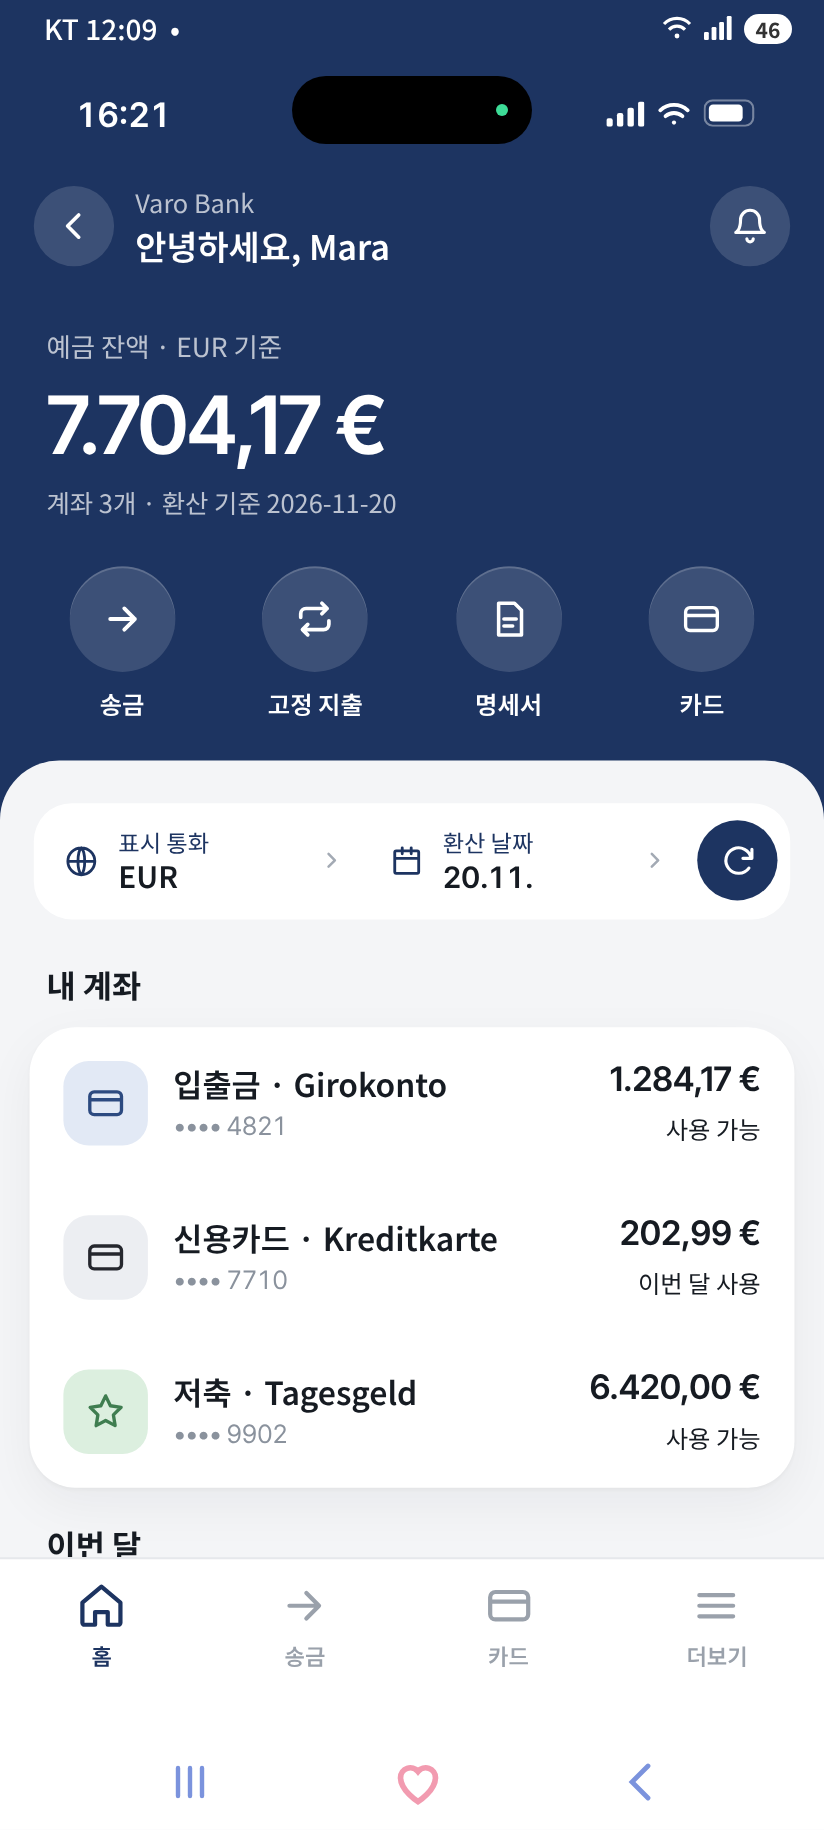 KT 12:09 •
46
16:21
Varo Bank
안녕하세요, Mara
예금 잔액 · EUR 기준
7.704,17 €
계좌 3개 · 환산 기준 2026-11-20
송금
고정 지출
명세서
카드
표시 통화
EUR
환산 날짜
20.11.
내 계좌
입출금 · Girokonto
1.284,17 €
•••• 4821
사용 가능
신용카드 · Kreditkarte
202,99 €
•••• 7710
이번 달 사용
저축 · Tagesgeld
6.420,00 €
•••• 9902
사용 가능
이번 달
홈
송금
카드
더보기